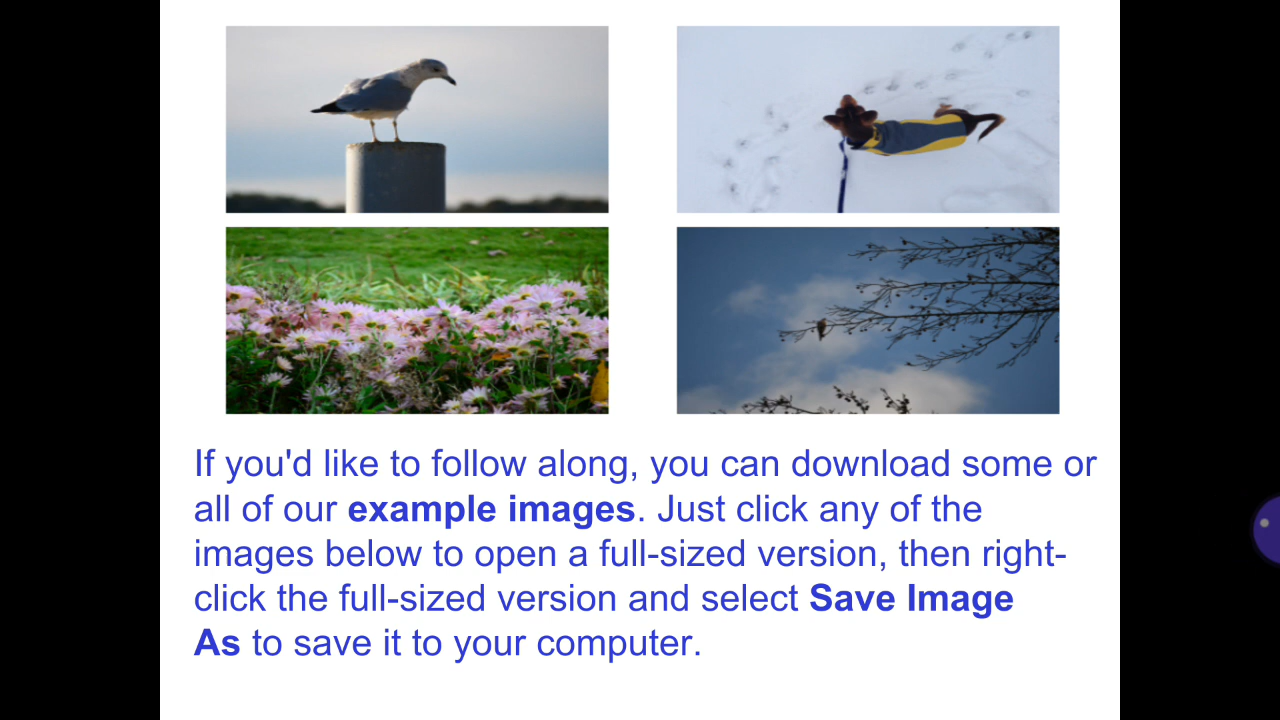 If you'd like to follow along, you can download some or
all of our example images. Just click any of the
images below to open a full-sized version, then right-
click the full-sized version and select Save Image
As to save it to your computer.